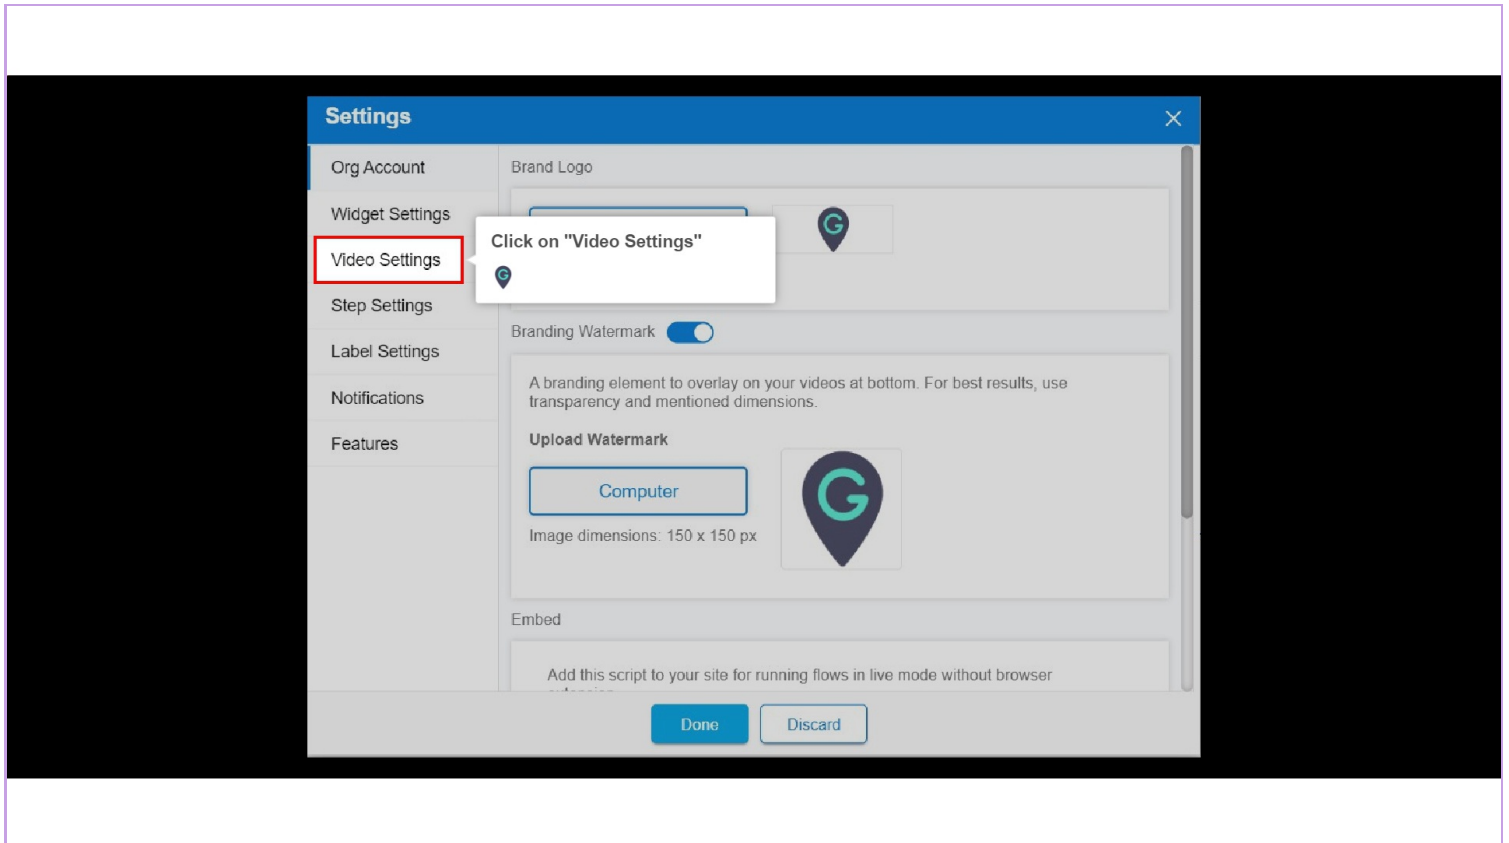 Settings
Org Account
Widget Settings
Video Settings
Step Settings
Label Settings
Notifications
Features
Brand Logo
G
Click on "Video Settings"
G
Branding Watermark
A branding element to overlay on your videos at bottom. For best results, use
transparency and mentioned dimensions.
Upload Watermark
Computer
G
Image dimensions: 150 x 150 px
Embed
Add this script to your site for running flows in live mode without browser
Done
Discard